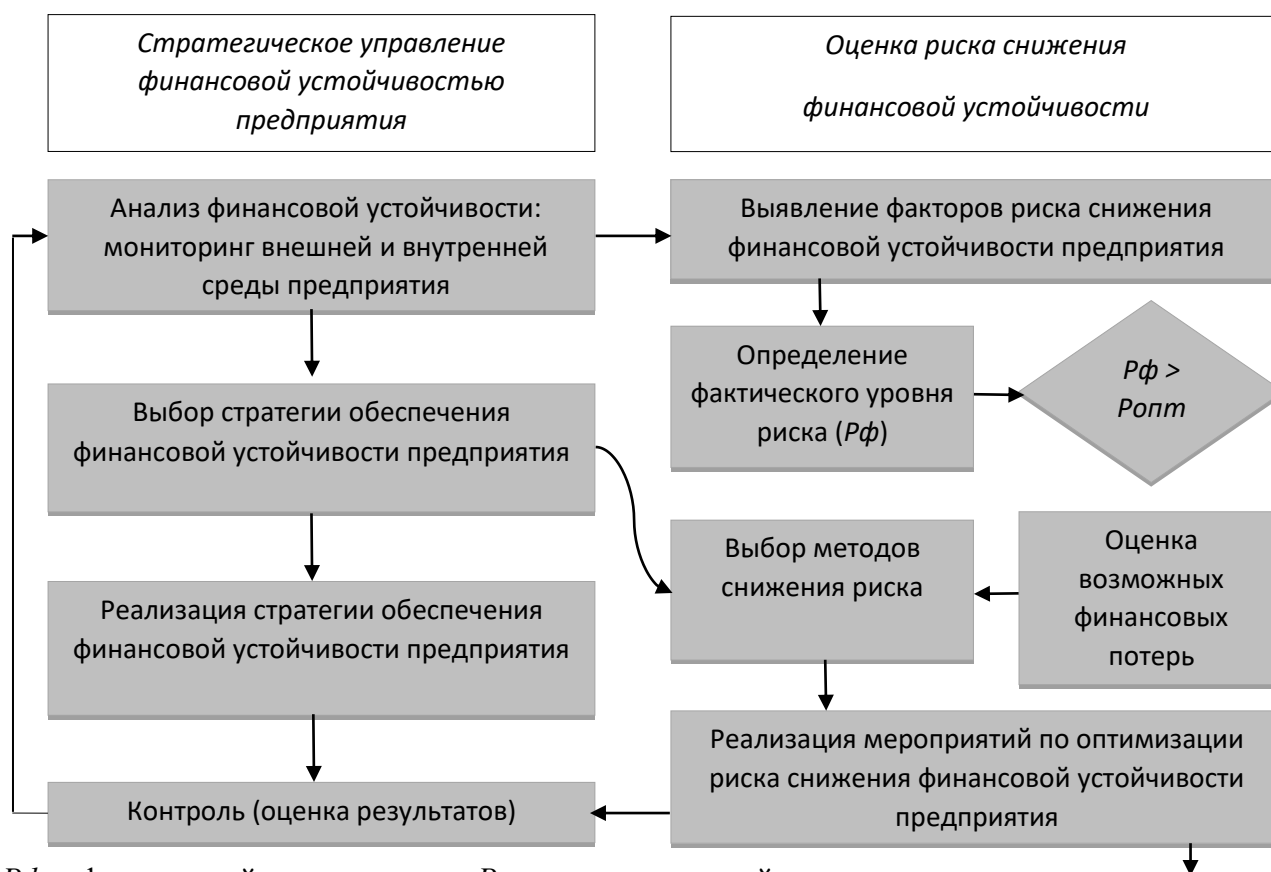 Стратегическое управление
финансовой устойчивостью
предприятия
Оценка риска снижения
финансовой устойчивости
Анализ финансовой устойчивости:
мониторинг внешней и внутренней
среды предприятия
Выявление факторов риска снижения
финансовой устойчивости предприятия
Определение
фактического уровня
риска (Рф)
Рф >
Ропт
Выбор стратегии обеспечения
финансовой устойчивости предприятия
Выбор методов
снижения риска
Оценка
возможных
финансовых
потерь
Реализация стратегии обеспечения
финансовой устойчивости предприятия
Реализация мероприятий по оптимизации
риска снижения финансовой устойчивости
предприятия
Контроль (оценка результатов)